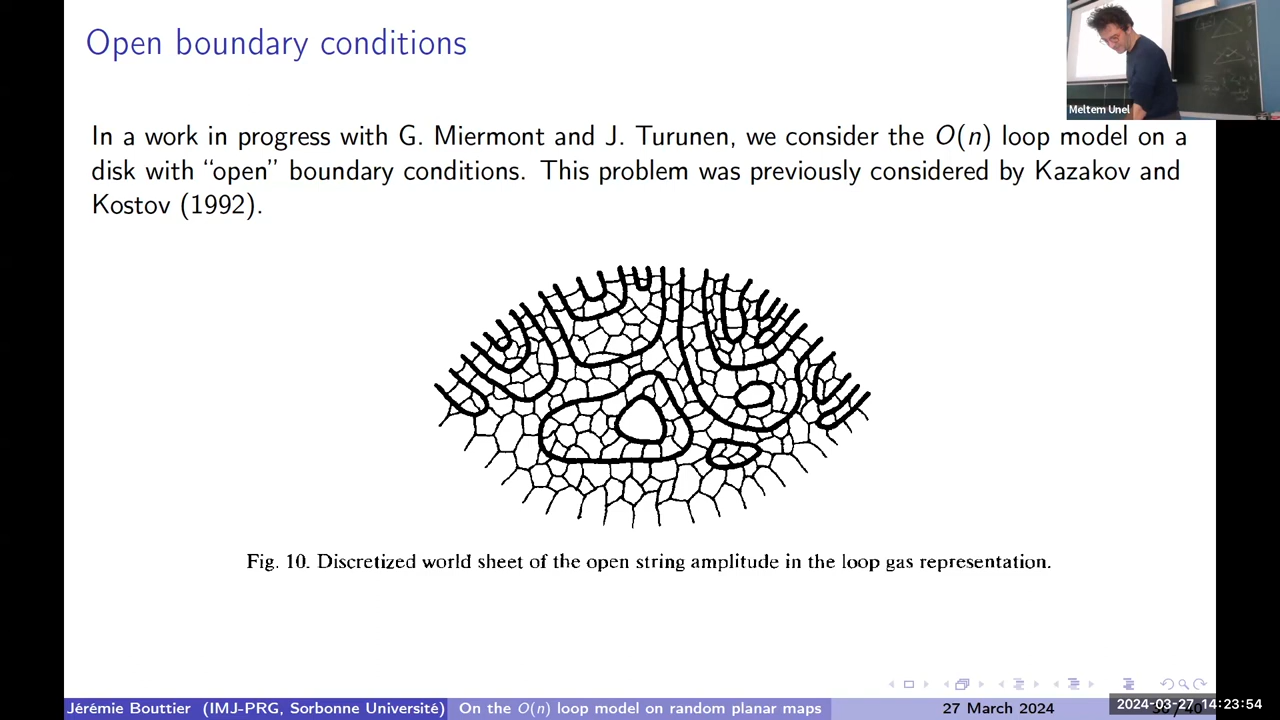 Open boundary conditions
Meltem Unel
In a work in progress with G. Miermont and J. Turunen, we consider the O(n) loop model on a
disk with “open” boundary conditions. This problem was previously considered by Kazakov and
Kostov (1992).
Fig. 10. Discretized world sheet of the open string amplitude in the loop gas representation.
Jérémie Bouttier (IMJ-PRG, Sorbonne Université)
On the O(n) loop model on random planar maps
27 March 2024
2024-03-27 14:23:54